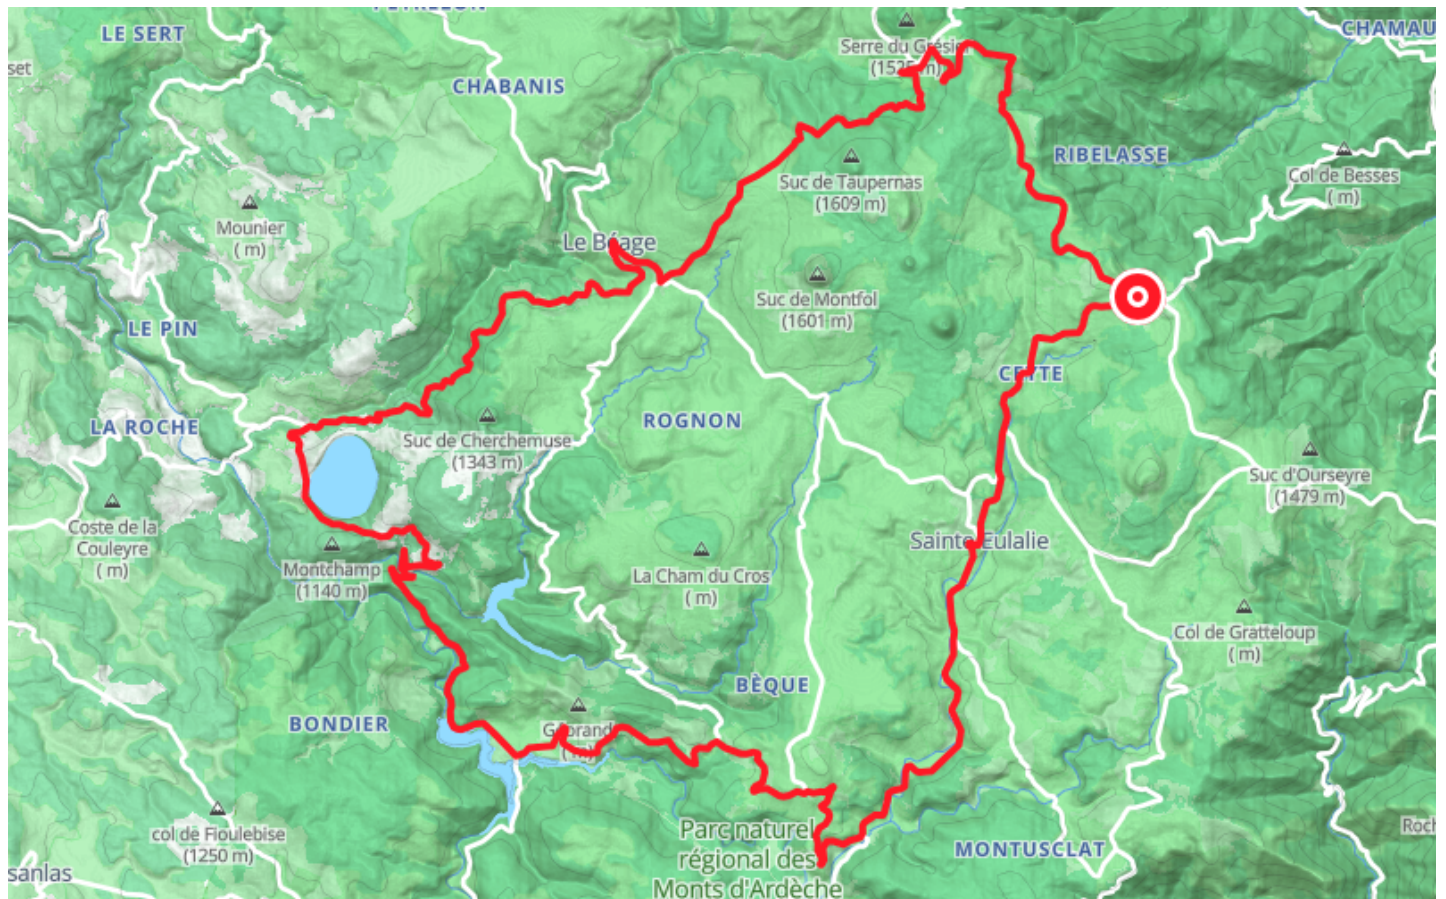 LE SERT
CHAMAU
Serre du Grésier
(1525 m)
set
CHABANIS
RIBELASSE
Col de Besses
( m)
Suc de Taupernas
(1609 m)
Mounier
( m)
Le Béage
Suc de Montfol
(1601 m)
LE PIN
CETTE
ROGNON
LA ROCHE
Suc de Cherchemuse
(1343 m)
Suc d'Ourseyre
(1479 m)
Coste de la
Couleyre
( m)
Sainte-Eulalie
Montchamp
(1140 m)
La Cham du Cros
( m)
Col de Gratteloup
( m)
BÈQUE
BONDIER
( m)
col de Fioulebise
(1250 m)
Parc naturel
régional des
Monts d'Ardèche
MONTUSCLAT
Roch
sanlas